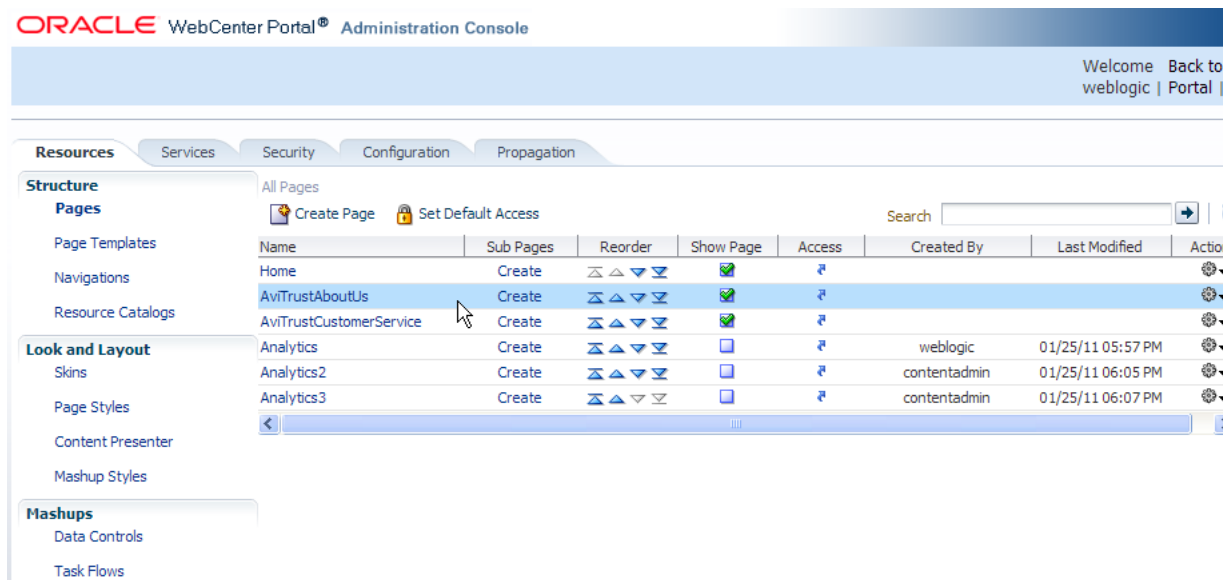 ORACLE WebCenter Portal® Administration Console
Welcome Back to
weblogic | Portal |
Resources Services Security Configuration Propagation
Structure
Pages
Page Templates
Navigations
Resource Catalogs
Look and Layout
Skins
Page Styles
Content Presenter
Mashup Styles
Mashups
Data Controls
Task Flows
All Pages
Create Page Set Default Access Search
Name Sub Pages Reorder Show Page Access Created By Last Modified Actio
Home Create
AviTrustAboutUs Create
AviTrustCustomerService Create
Analytics Create weblogic 01/25/11 05:57 PM
Analytics2 Create contentadmin 01/25/11 06:05 PM
Analytics3 Create contentadmin 01/25/11 06:07 PM